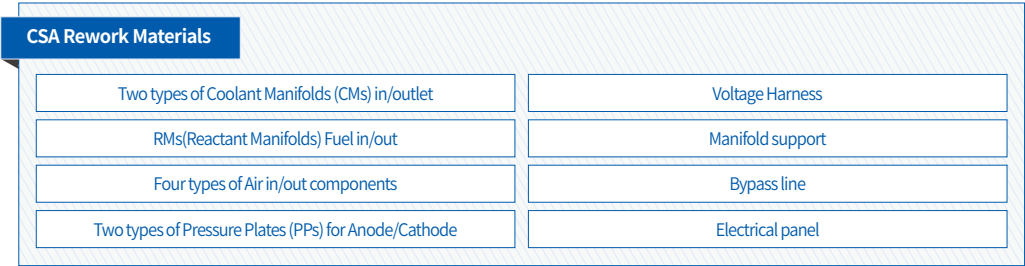 CSA Rework Materials
Two types of Coolant Manifolds (CMs) in/outlet
Voltage Harness
RMs(Reactant Manifolds) Fuel in/out
Manifold support
Four types of Air in/out components
Bypass line
Two types of Pressure Plates (PPs) for Anode/Cathode
Electrical panel